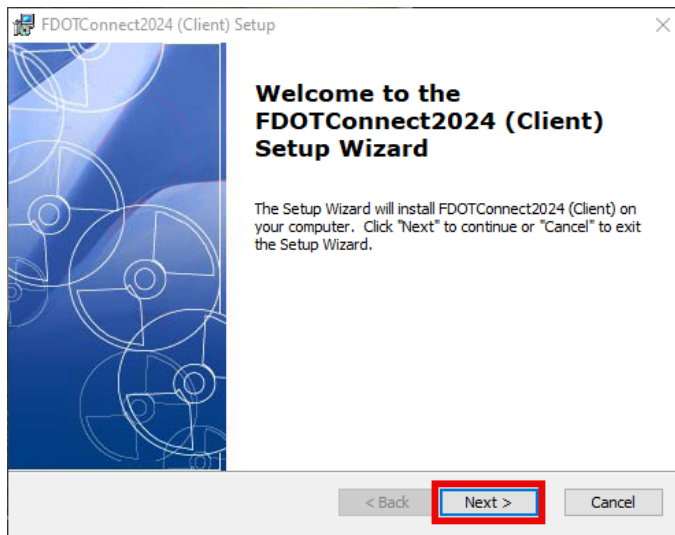 FDOTConnect2024 (Client) Setup
Welcome to the
FDOTConnect2024 (Client)
Setup Wizard
The Setup Wizard will install FDOTConnect2024 (Client) on
your computer. Click "Next" to continue or "Cancel" to exit
the Setup Wizard.
< Back Next > Cancel